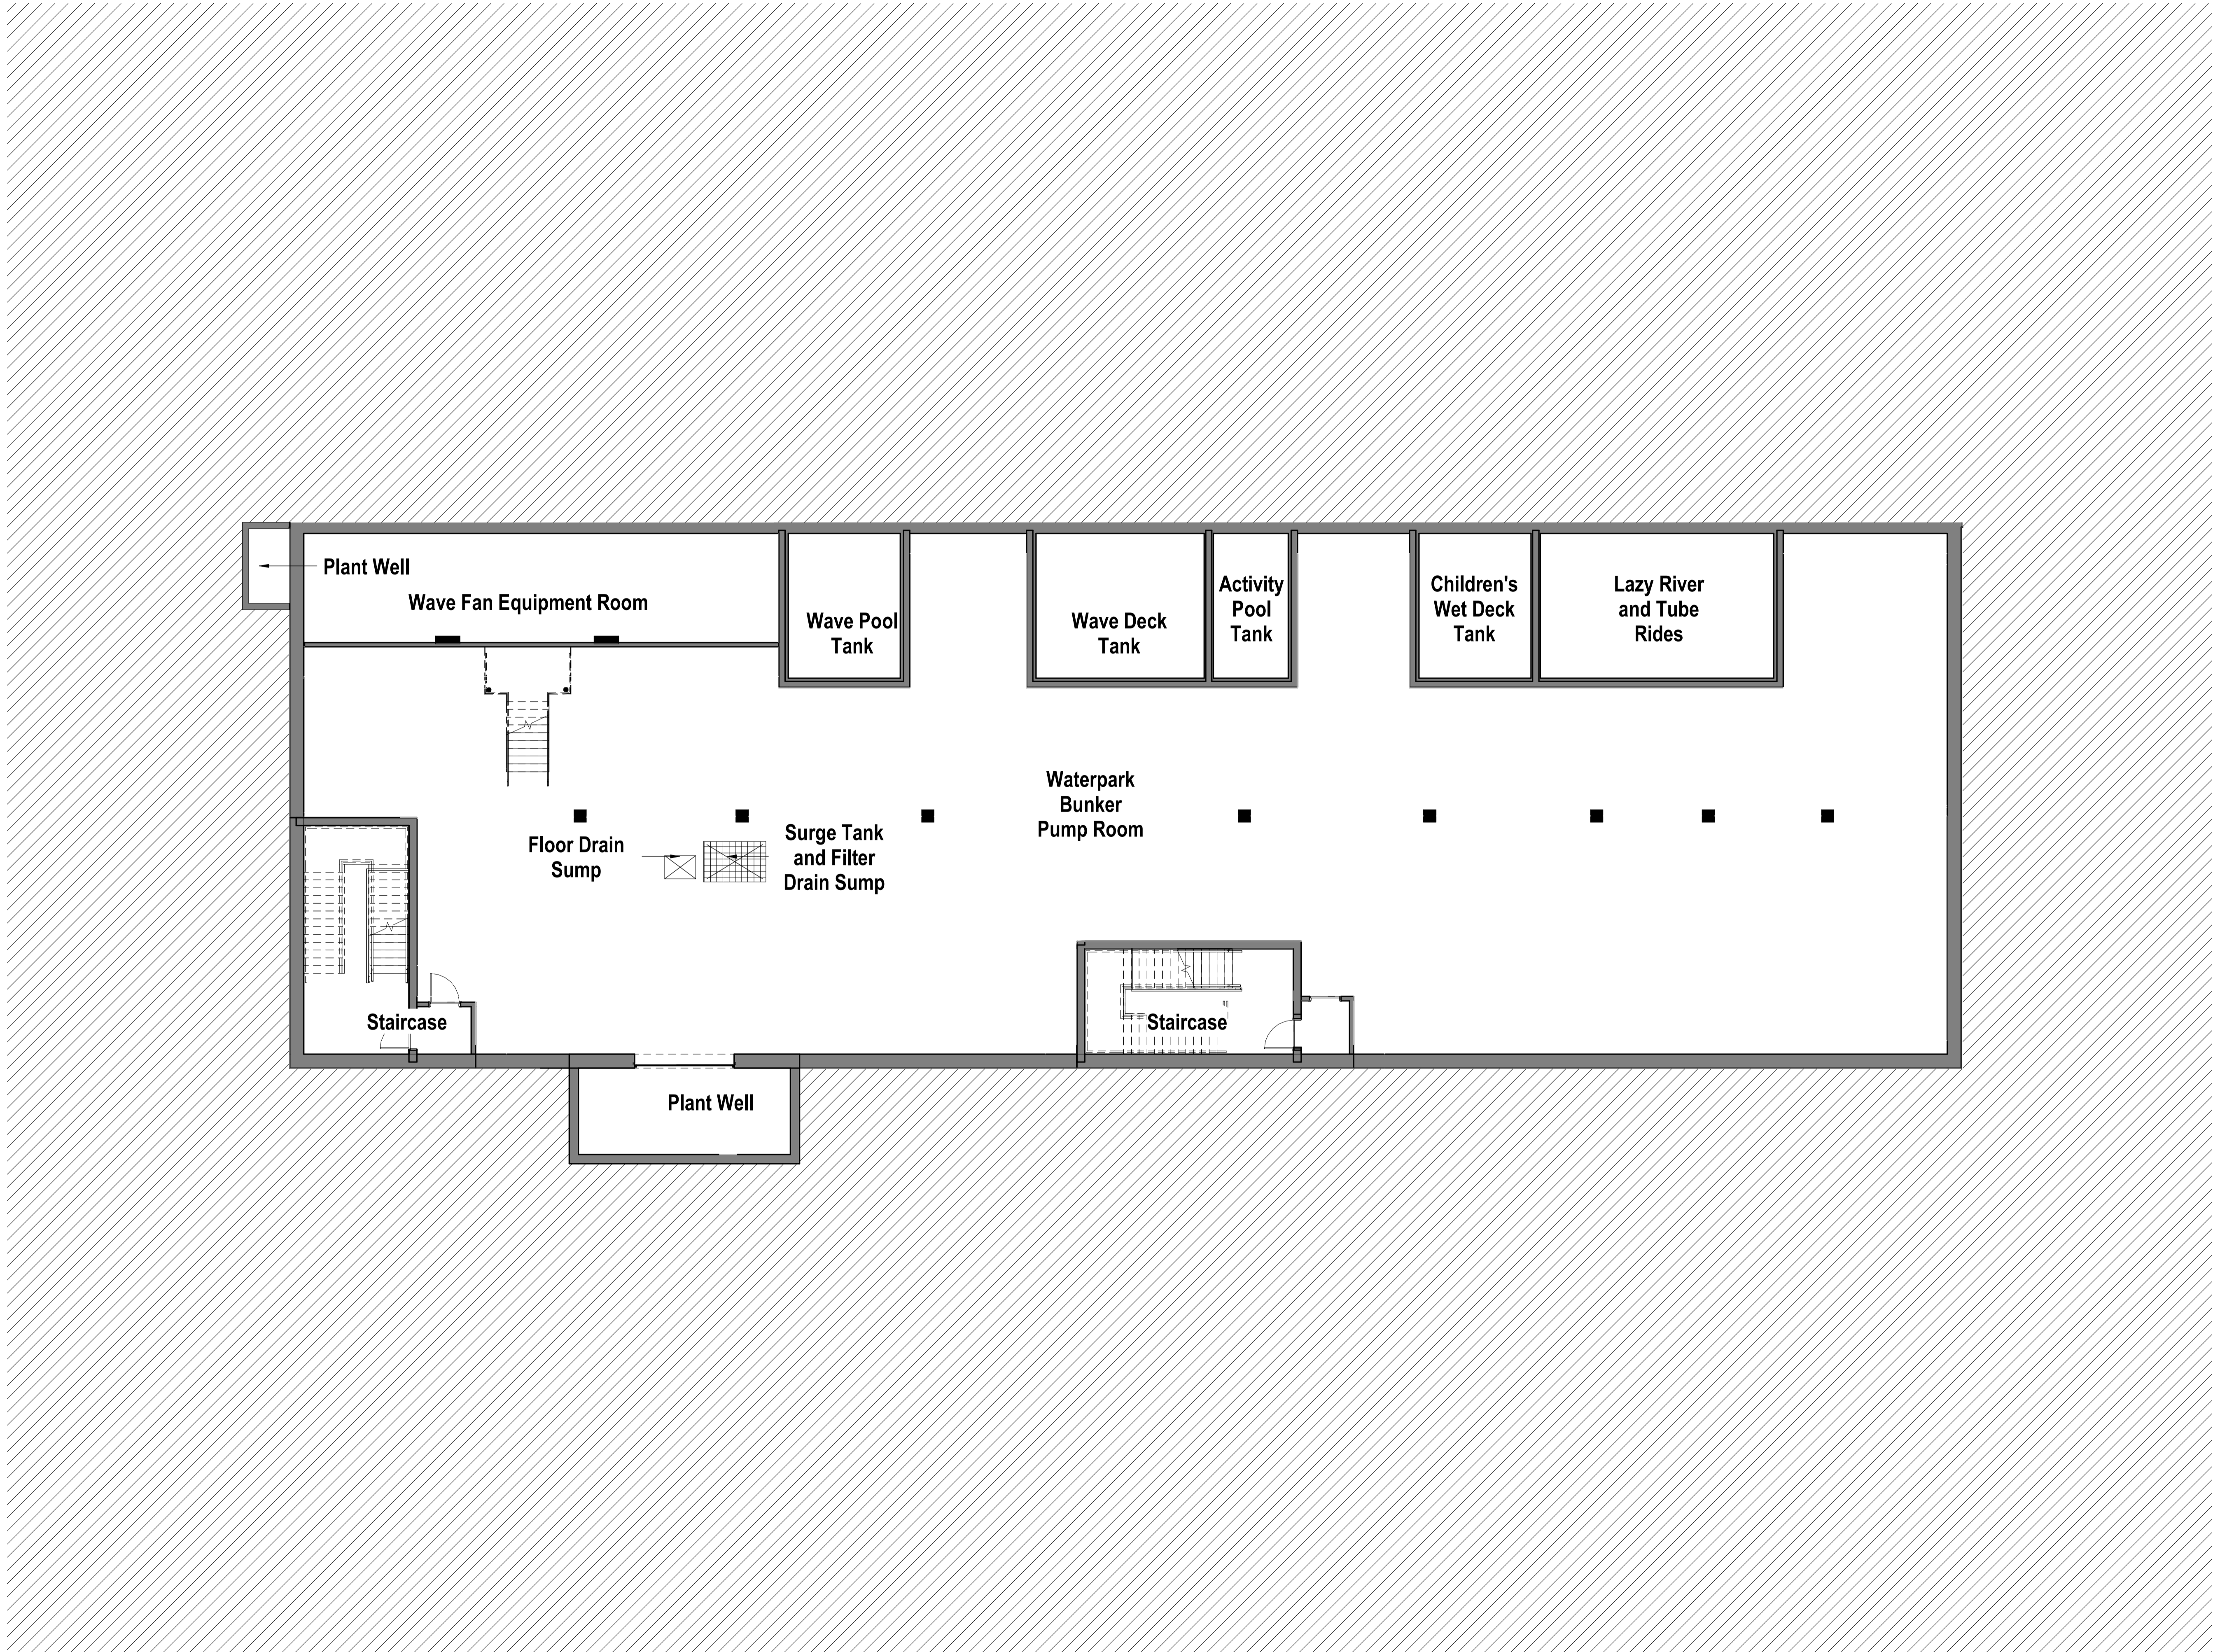 Plant Well
Wave Fan Equipment Room
Wave Pool
Tank
Wave Deck
Tank
Activity
Pool
Tank
Children's
Wet Deck
Tank
Lazy River
and Tube
Rides
Waterpark
Bunker
Pump Room
Floor Drain
Sump
Surge Tank
and Filter
Drain Sump
Staircase
Staircase
Plant Well